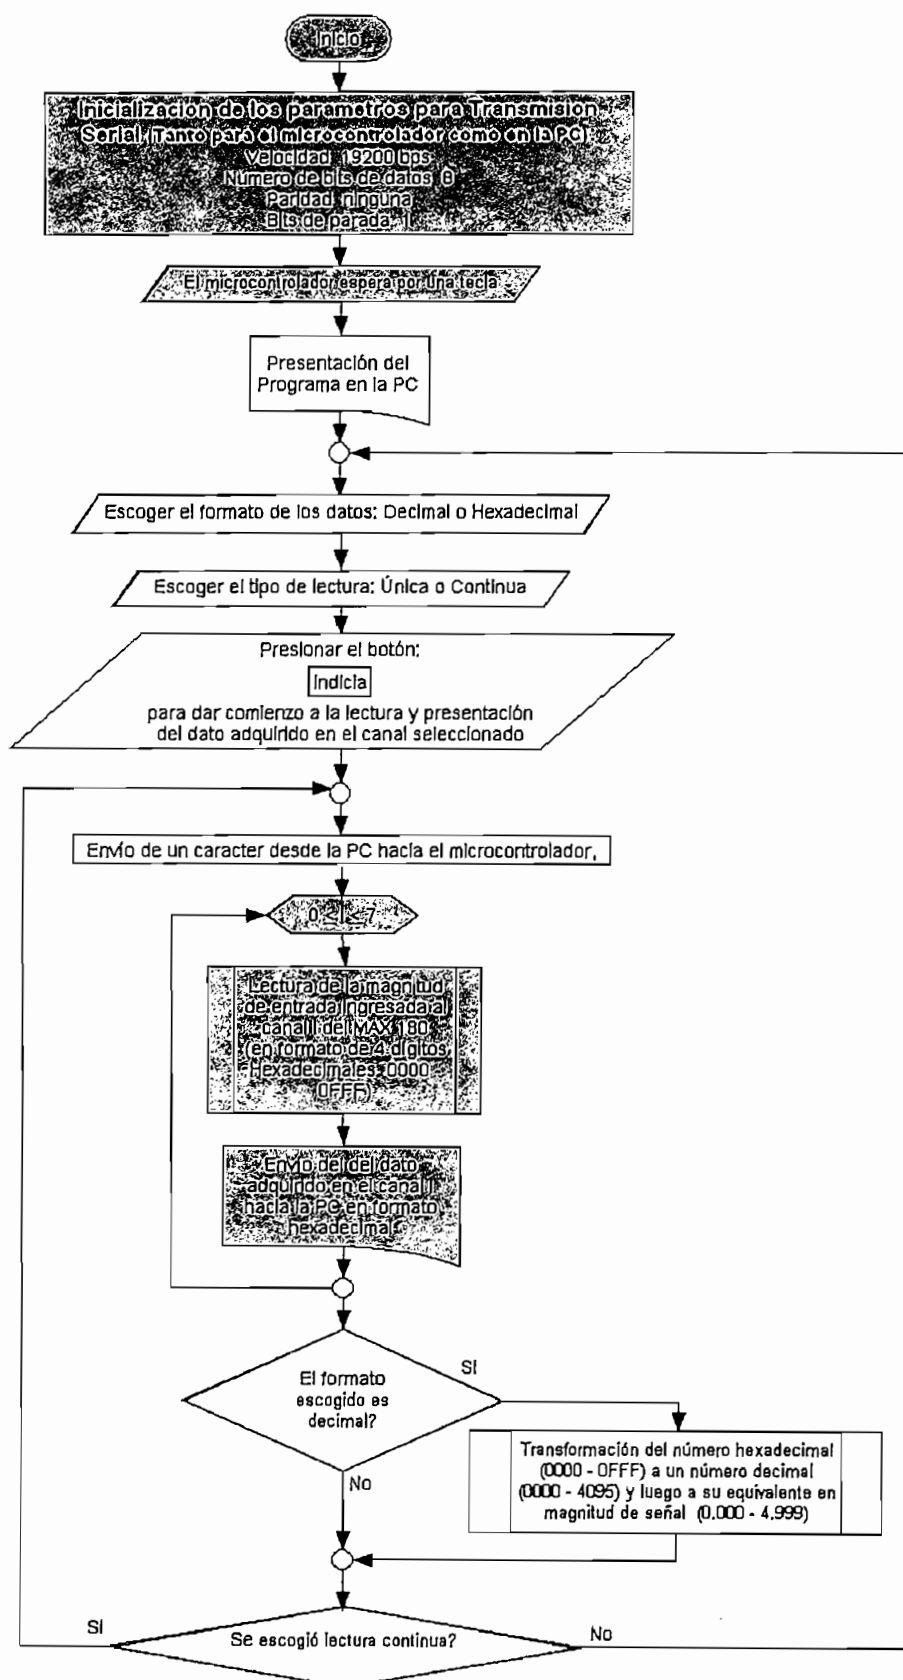 Inicio
Inicialización de los parámetros para Transmisión
Serial (Tanto para el microcontrolador como en la PC)
Velocidad: 19200 bps
Número de bits de datos: 8
Paridad: ninguna
Bits de parada: 1
El microcontrolador espera por una tecla
Presentación del
Programa en la PC
Escoger el formato de los datos: Decimal o Hexadecimal
Escoger el tipo de lectura: Única o Continua
Presionar el botón:
Indicia
para dar comienzo a la lectura y presentación
del dato adquirido en el canal seleccionado
Envío de un caracter desde la PC hacia el microcontrolador.
0 ≤ I ≤ 7
Lectura de la magnitud
de entrada ingresada al
canal I del MAX 180
(en formato de 4 dígitos
Hexadecimales: 0000
0FFF)
Envío del del dato
adquirido en el canal I
hacia la PC en formato
hexadecimal
El formato
escogido es
decimal?
SI
No
Transformación del número hexadecimal
(0000 - 0FFF) a un número decimal
(0000 - 4095) y luego a su equivalente en
magnitud de señal (0.000 - 4.999)
SI
Se escogió lectura continua?
No